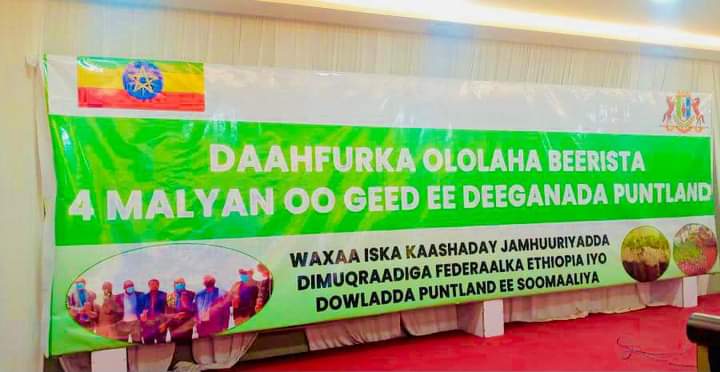 DAAHFURKA OLOLAHA BEERISTA
4 MALYAN OO GEED EE DEEGANADA PUNTLAND
WAXAA ISKA KAASHADAY JAMHUURIYADDA
DIMUQRAADIGA FEDERAALKA ETHIOPIA IYO
DOWLADDA PUNTLAND EE SOOMAALIYA